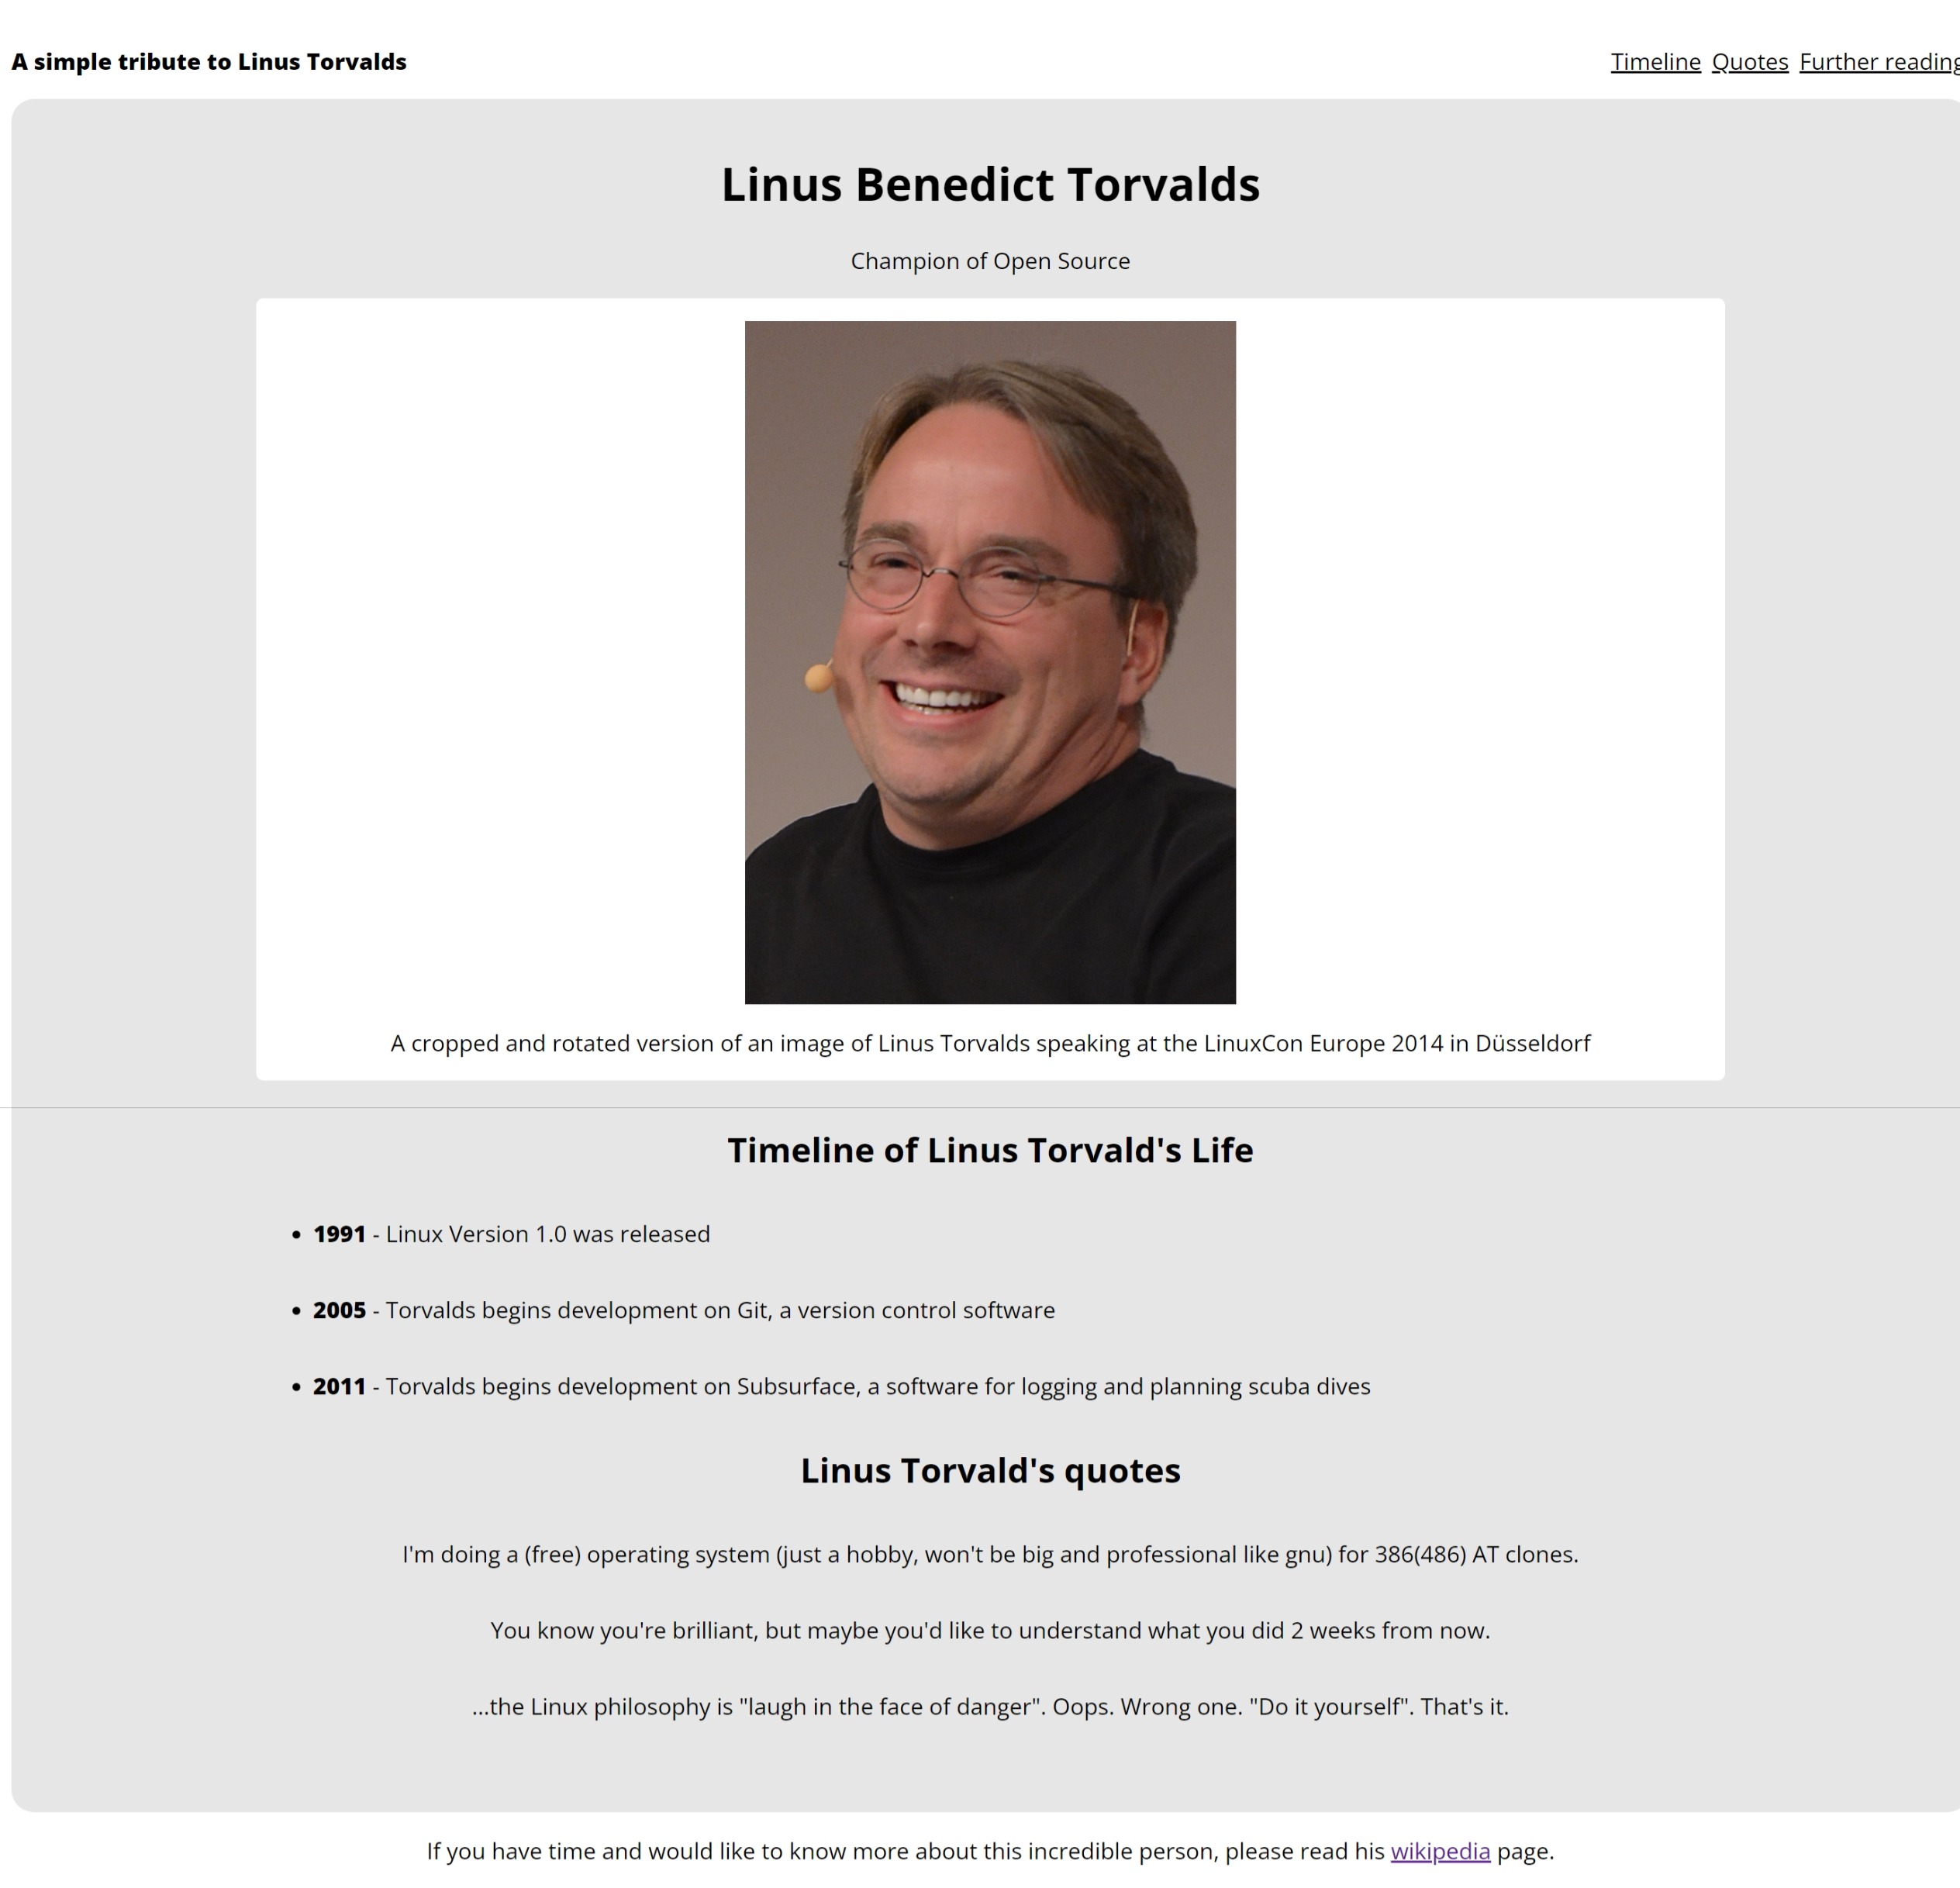 A simple tribute to Linus Torvalds
Timeline Quotes Further reading
Linus Benedict Torvalds
Champion of Open Source
A cropped and rotated version of an image of Linus Torvalds speaking at the LinuxCon Europe 2014 in Düsseldorf
Timeline of Linus Torvald's Life
• 1991 - Linux Version 1.0 was released
• 2005 - Torvalds begins development on Git, a version control software
• 2011 - Torvalds begins development on Subsurface, a software for logging and planning scuba dives
Linus Torvald's quotes
I'm doing a (free) operating system (just a hobby, won't be big and professional like gnu) for 386(486) AT clones.
You know you're brilliant, but maybe you'd like to understand what you did 2 weeks from now.
...the Linux philosophy is "laugh in the face of danger". Oops. Wrong one. "Do it yourself". That's it.
If you have time and would like to know more about this incredible person, please read his wikipedia page.